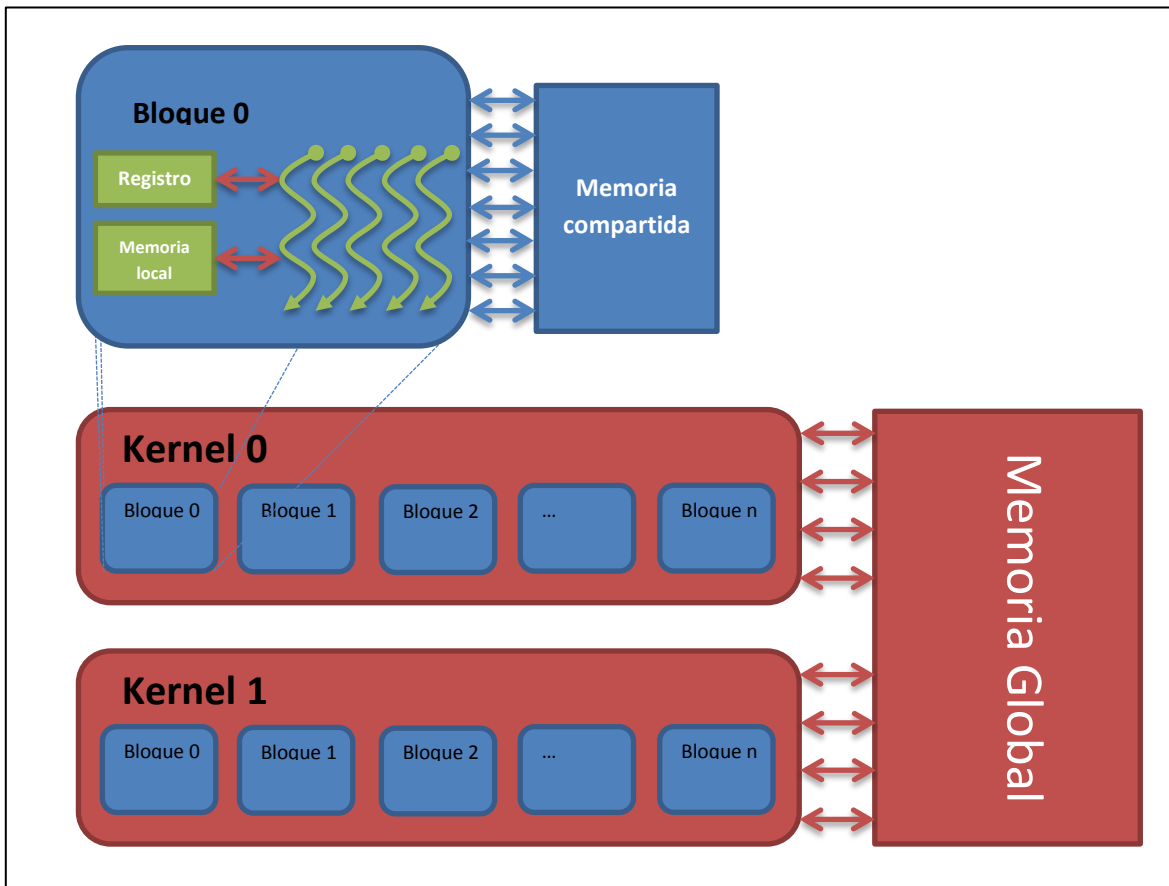 Bloque 0
Registro
Memoria
local
Memoria
compartida
Kernel 0
Bloque 0
Bloque 1
Bloque 2
...
Bloque n
Memoria Global
Kernel 1
Bloque 0
Bloque 1
Bloque 2
...
Bloque n